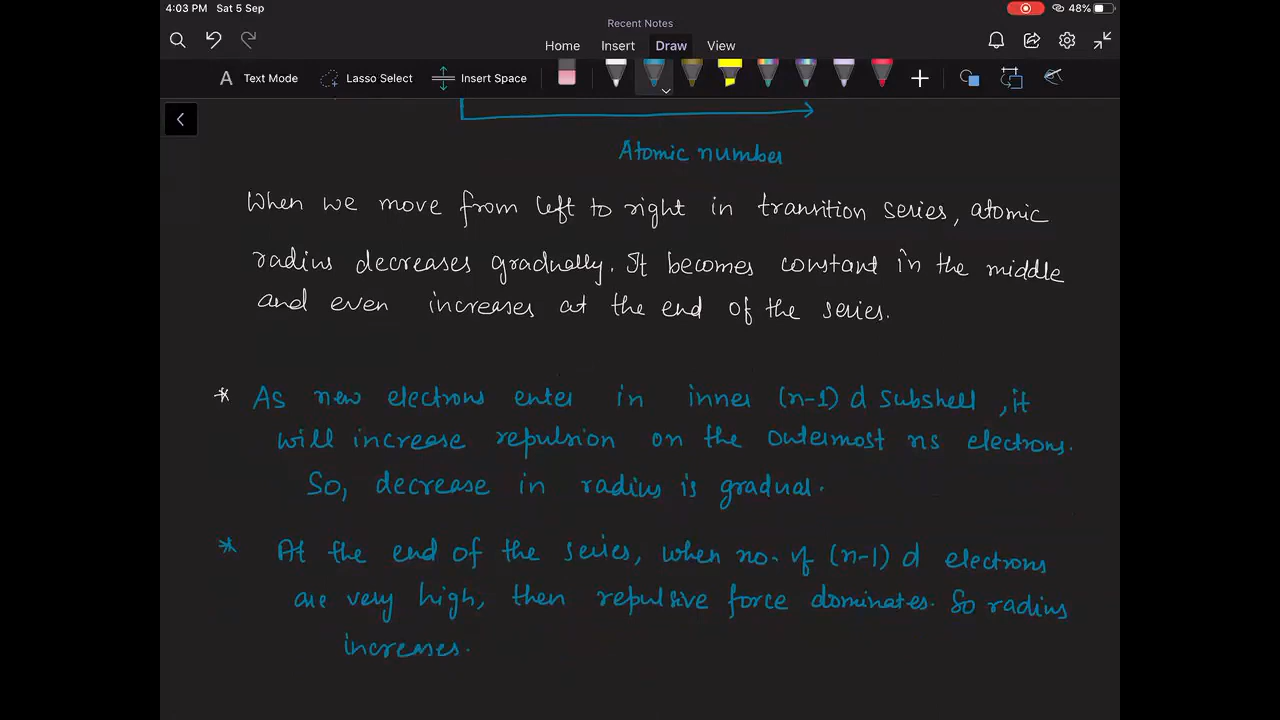 4:03 PM Sat 5 Sep
48%
Recent Notes
Home Insert Draw View
A Text Mode Lasso Select Insert Space
Atomic number
When we move from left to right in transition series, atomic
radius decreases gradually. It becomes constant in the middle
and even increases at the end of the series.
* As new electrons enter in inner (n-1) d subshell, it
will increase repulsion on the outermost ns electrons.
So, decrease in radius is gradual.
* At the end of the series, when no. of (n-1) d electrons
are very high, then repulsive force dominates. So radius
increases.